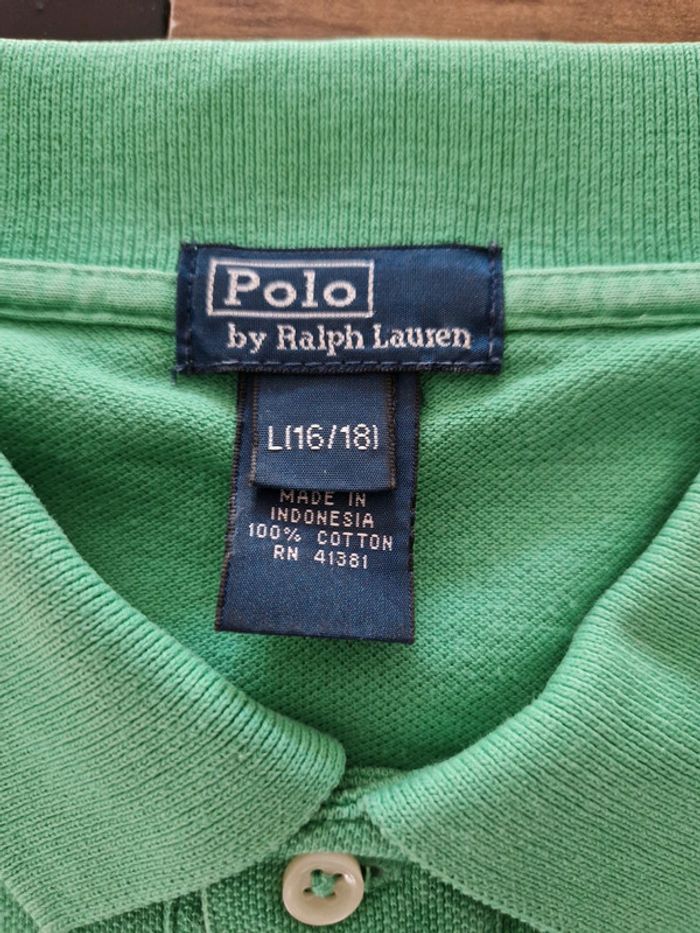 Polo
by Ralph Lauren
L(16/18)
MADE IN
INDONESIA
100% COTTON
RN 41381